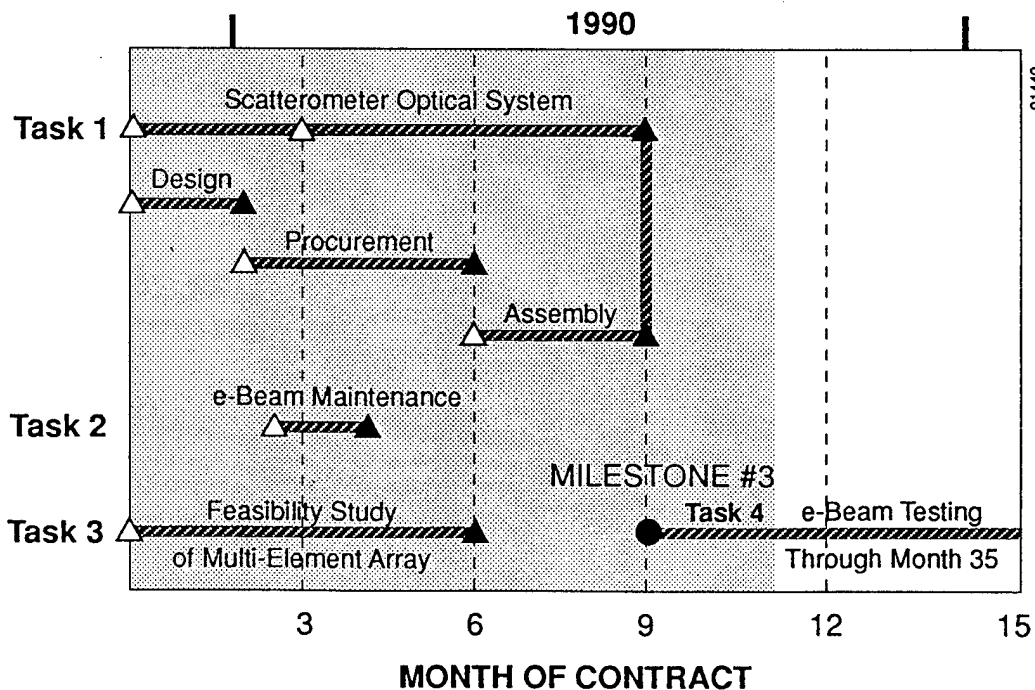 1990
Scatterometer Optical System
Task 1
Design
Procurement
Assembly
e-Beam Maintenance
Task 2
MILESTONE #3
Feasibility Study
Task 4
e-Beam Testing
Task 3
of Multi-Element Array
Through Month 35
3
6
9
12
15
MONTH OF CONTRACT